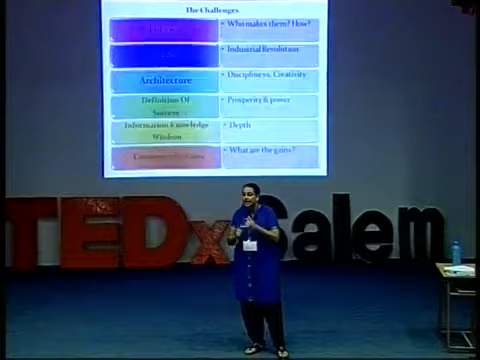 The Challenges
• Who makes them? How?
• Industrial Revolution
Architecture
• Disciplines, Creativity
Definition Of
Success
• Prosperity & power
Information Knowledge
Wisdom
• Depth
• What are the gains?
TEDxSalem